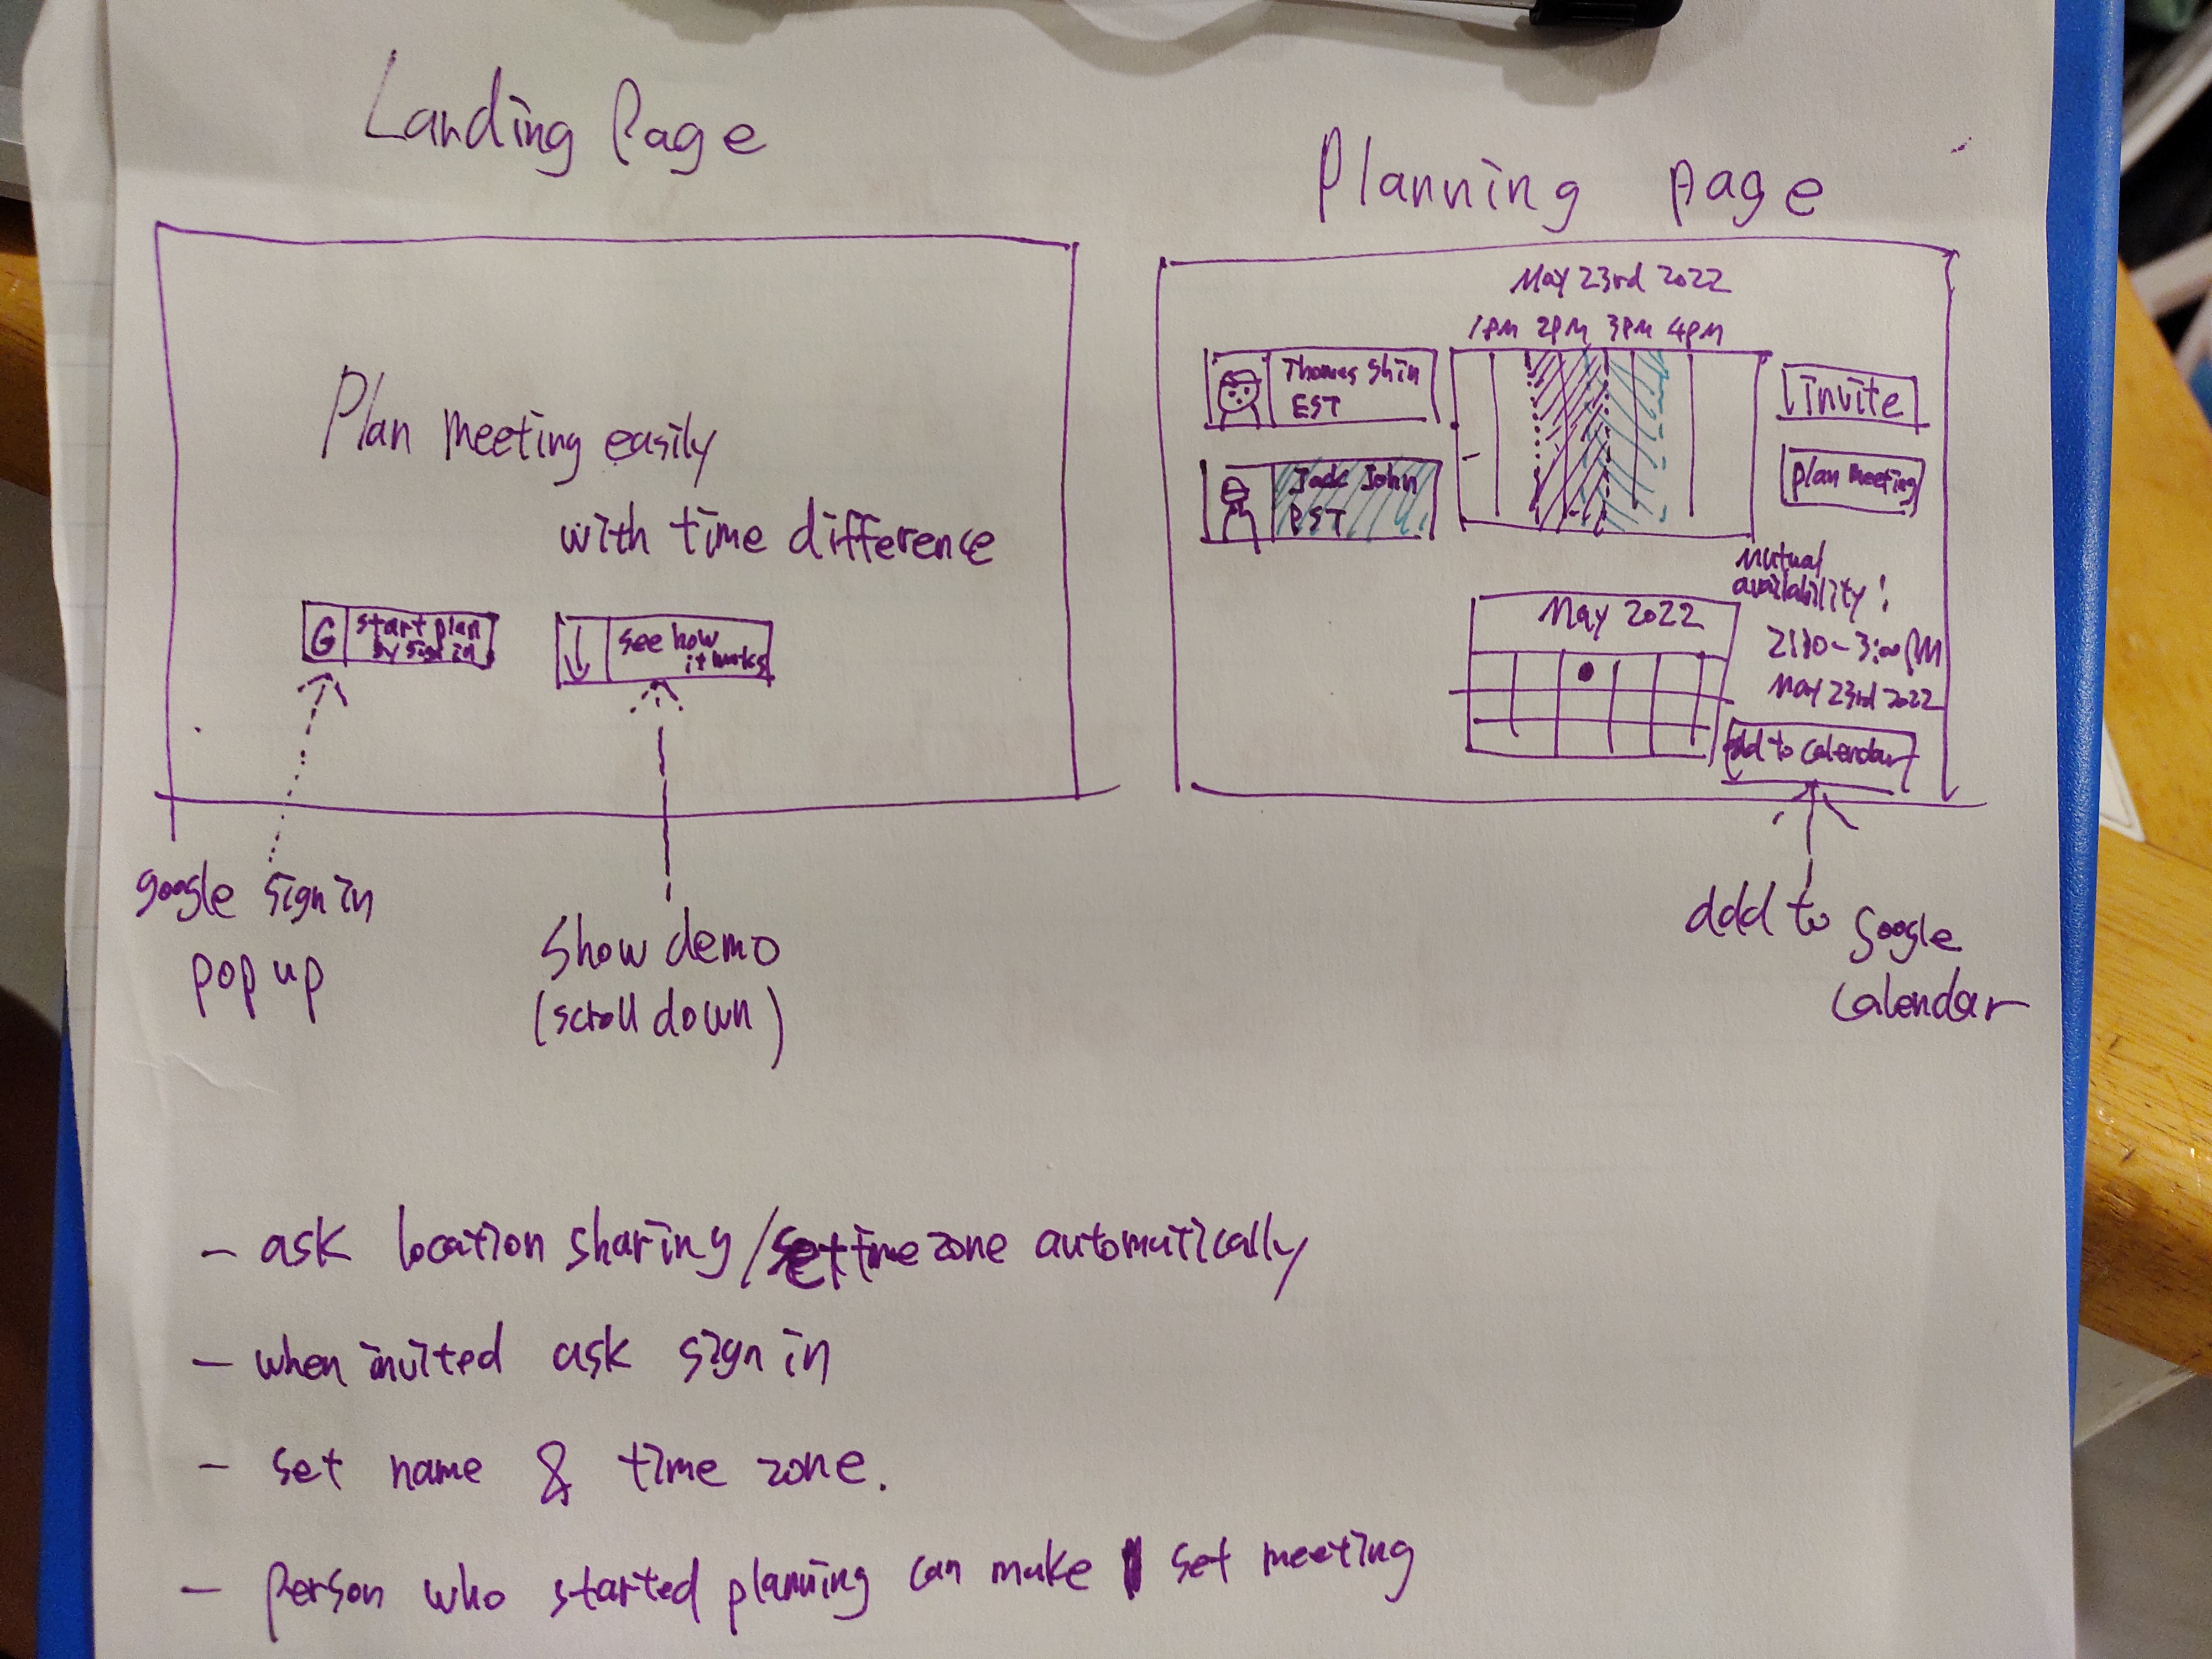 Landing Page
Plan meeting easily
with time difference
G
start plan
by sign in
see how
it works
google sign in
pop up
Show demo
(scroll down)
Planning page
May 23rd 2022
1PM 2PM 3PM 4PM
Thomas Shin
EST
John
PST
invite
plan meeting
Mutual
availability:
3:00PM
May 23rd 2022
May 2022
add to calendar
add to google
calendar
- ask location sharing/set time zone automatically
- when invited ask sign in
- set name & time zone.
- person who started planning can make set meeting